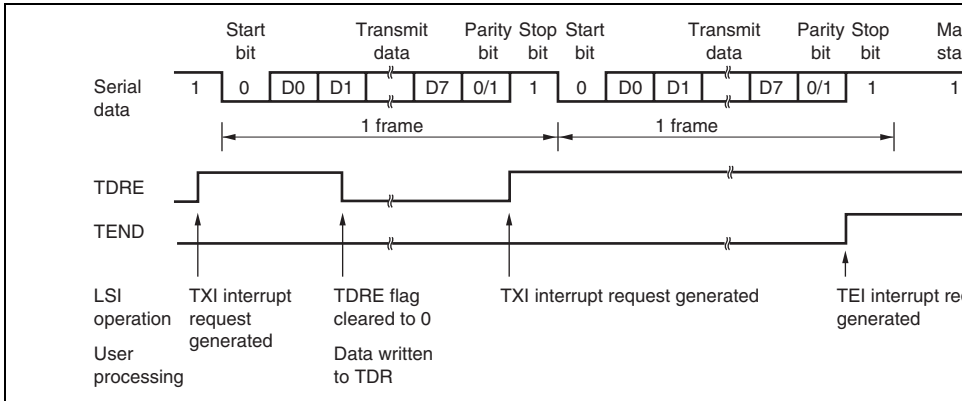 Start bit
Transmit data
Parity bit
Stop bit
Start bit
Transmit data
Parity bit
Stop bit
Serial data
1 0 D0 D1 D7 0/1 1 0 D0 D1 D7 0/1 1 1
1 frame 1 frame
TDRE
TEND
LSI operation
TXI interrupt request generated
TDRE flag cleared to 0
TXI interrupt request generated
TEI interrupt
generated
User processing
Data written to TDR